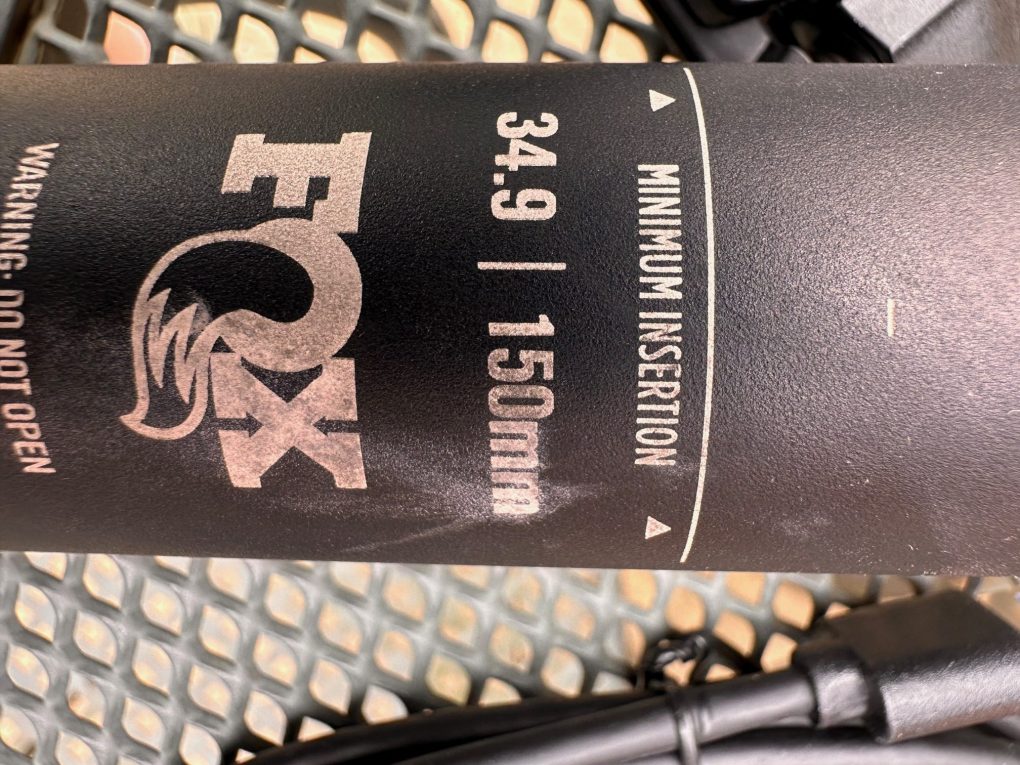 MINIMUM INSERTION
34.9 | 150mm
FOX
WARNING: DO NOT OPEN